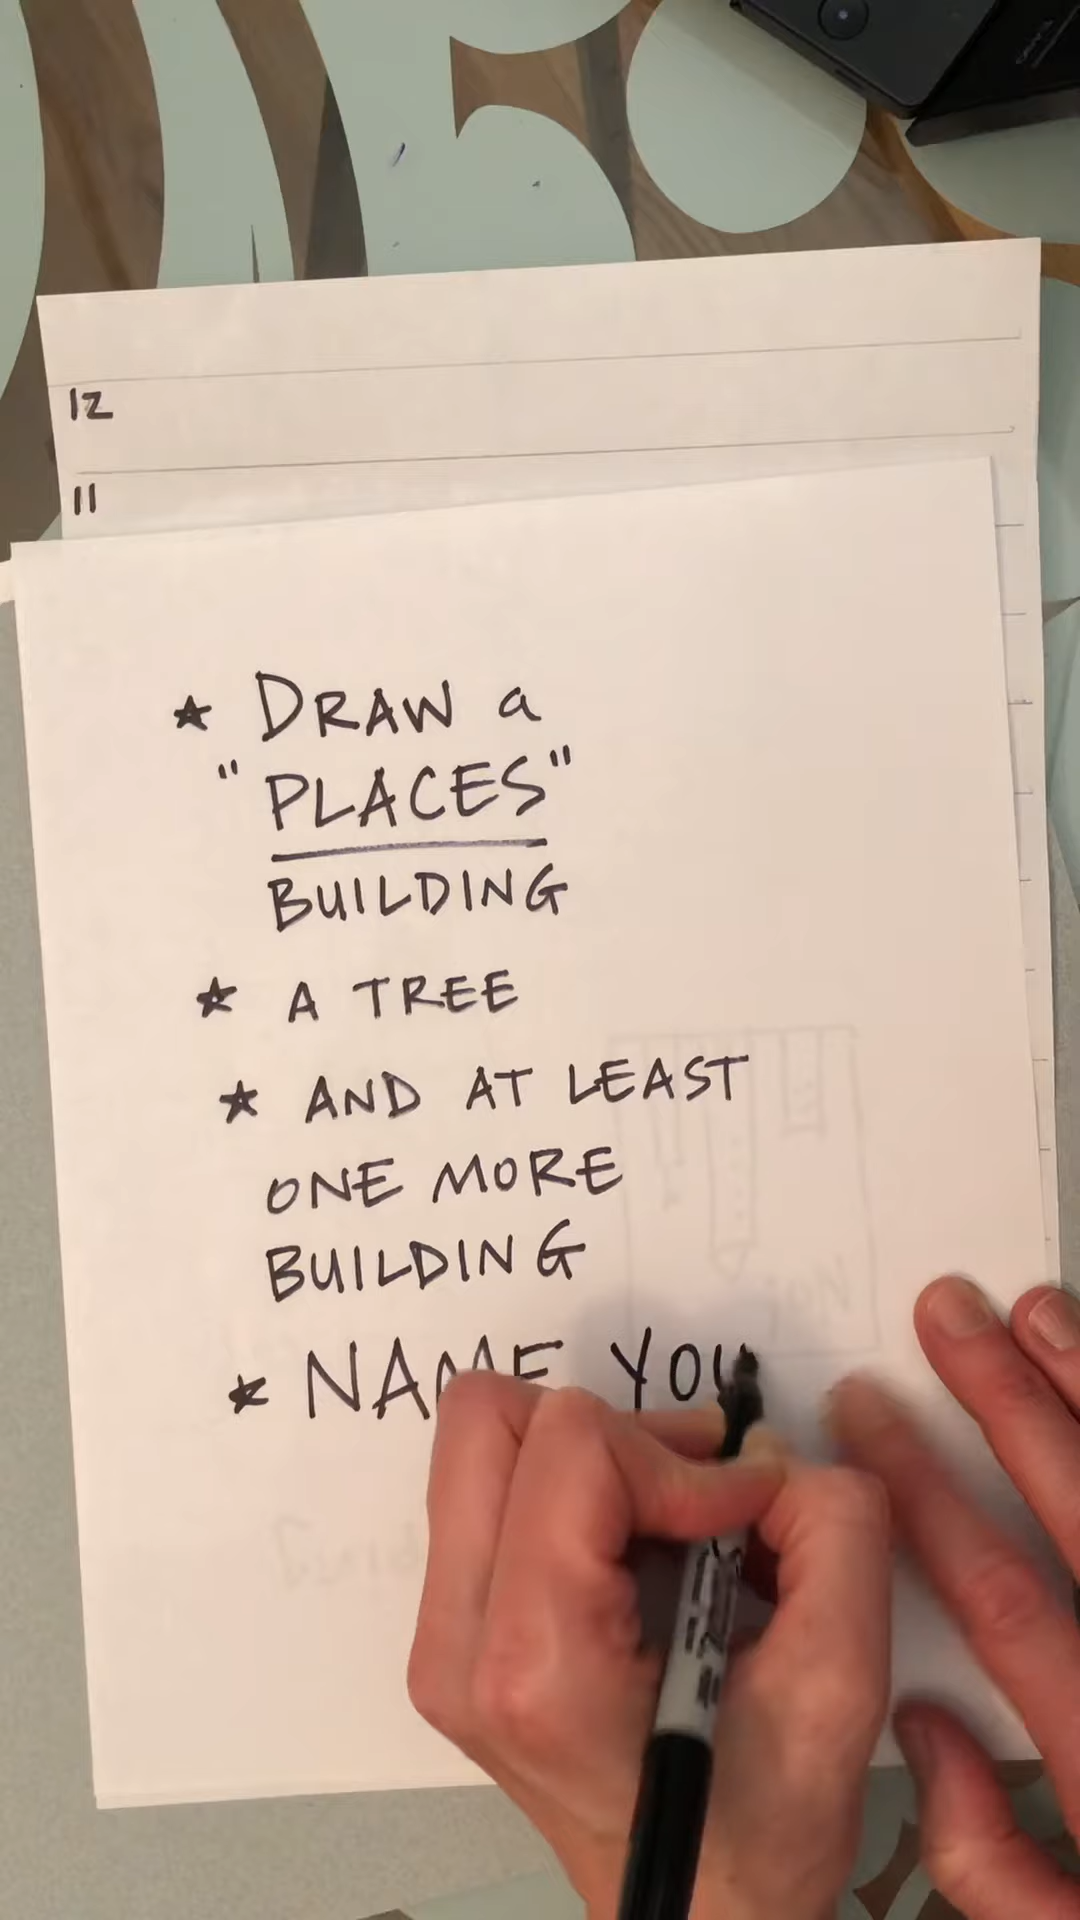 12
11
★ DRAW a
"PLACES"
BUILDING
★ A TREE
★ AND AT LEAST
ONE MORE
BUILDING
★ NAME YOU